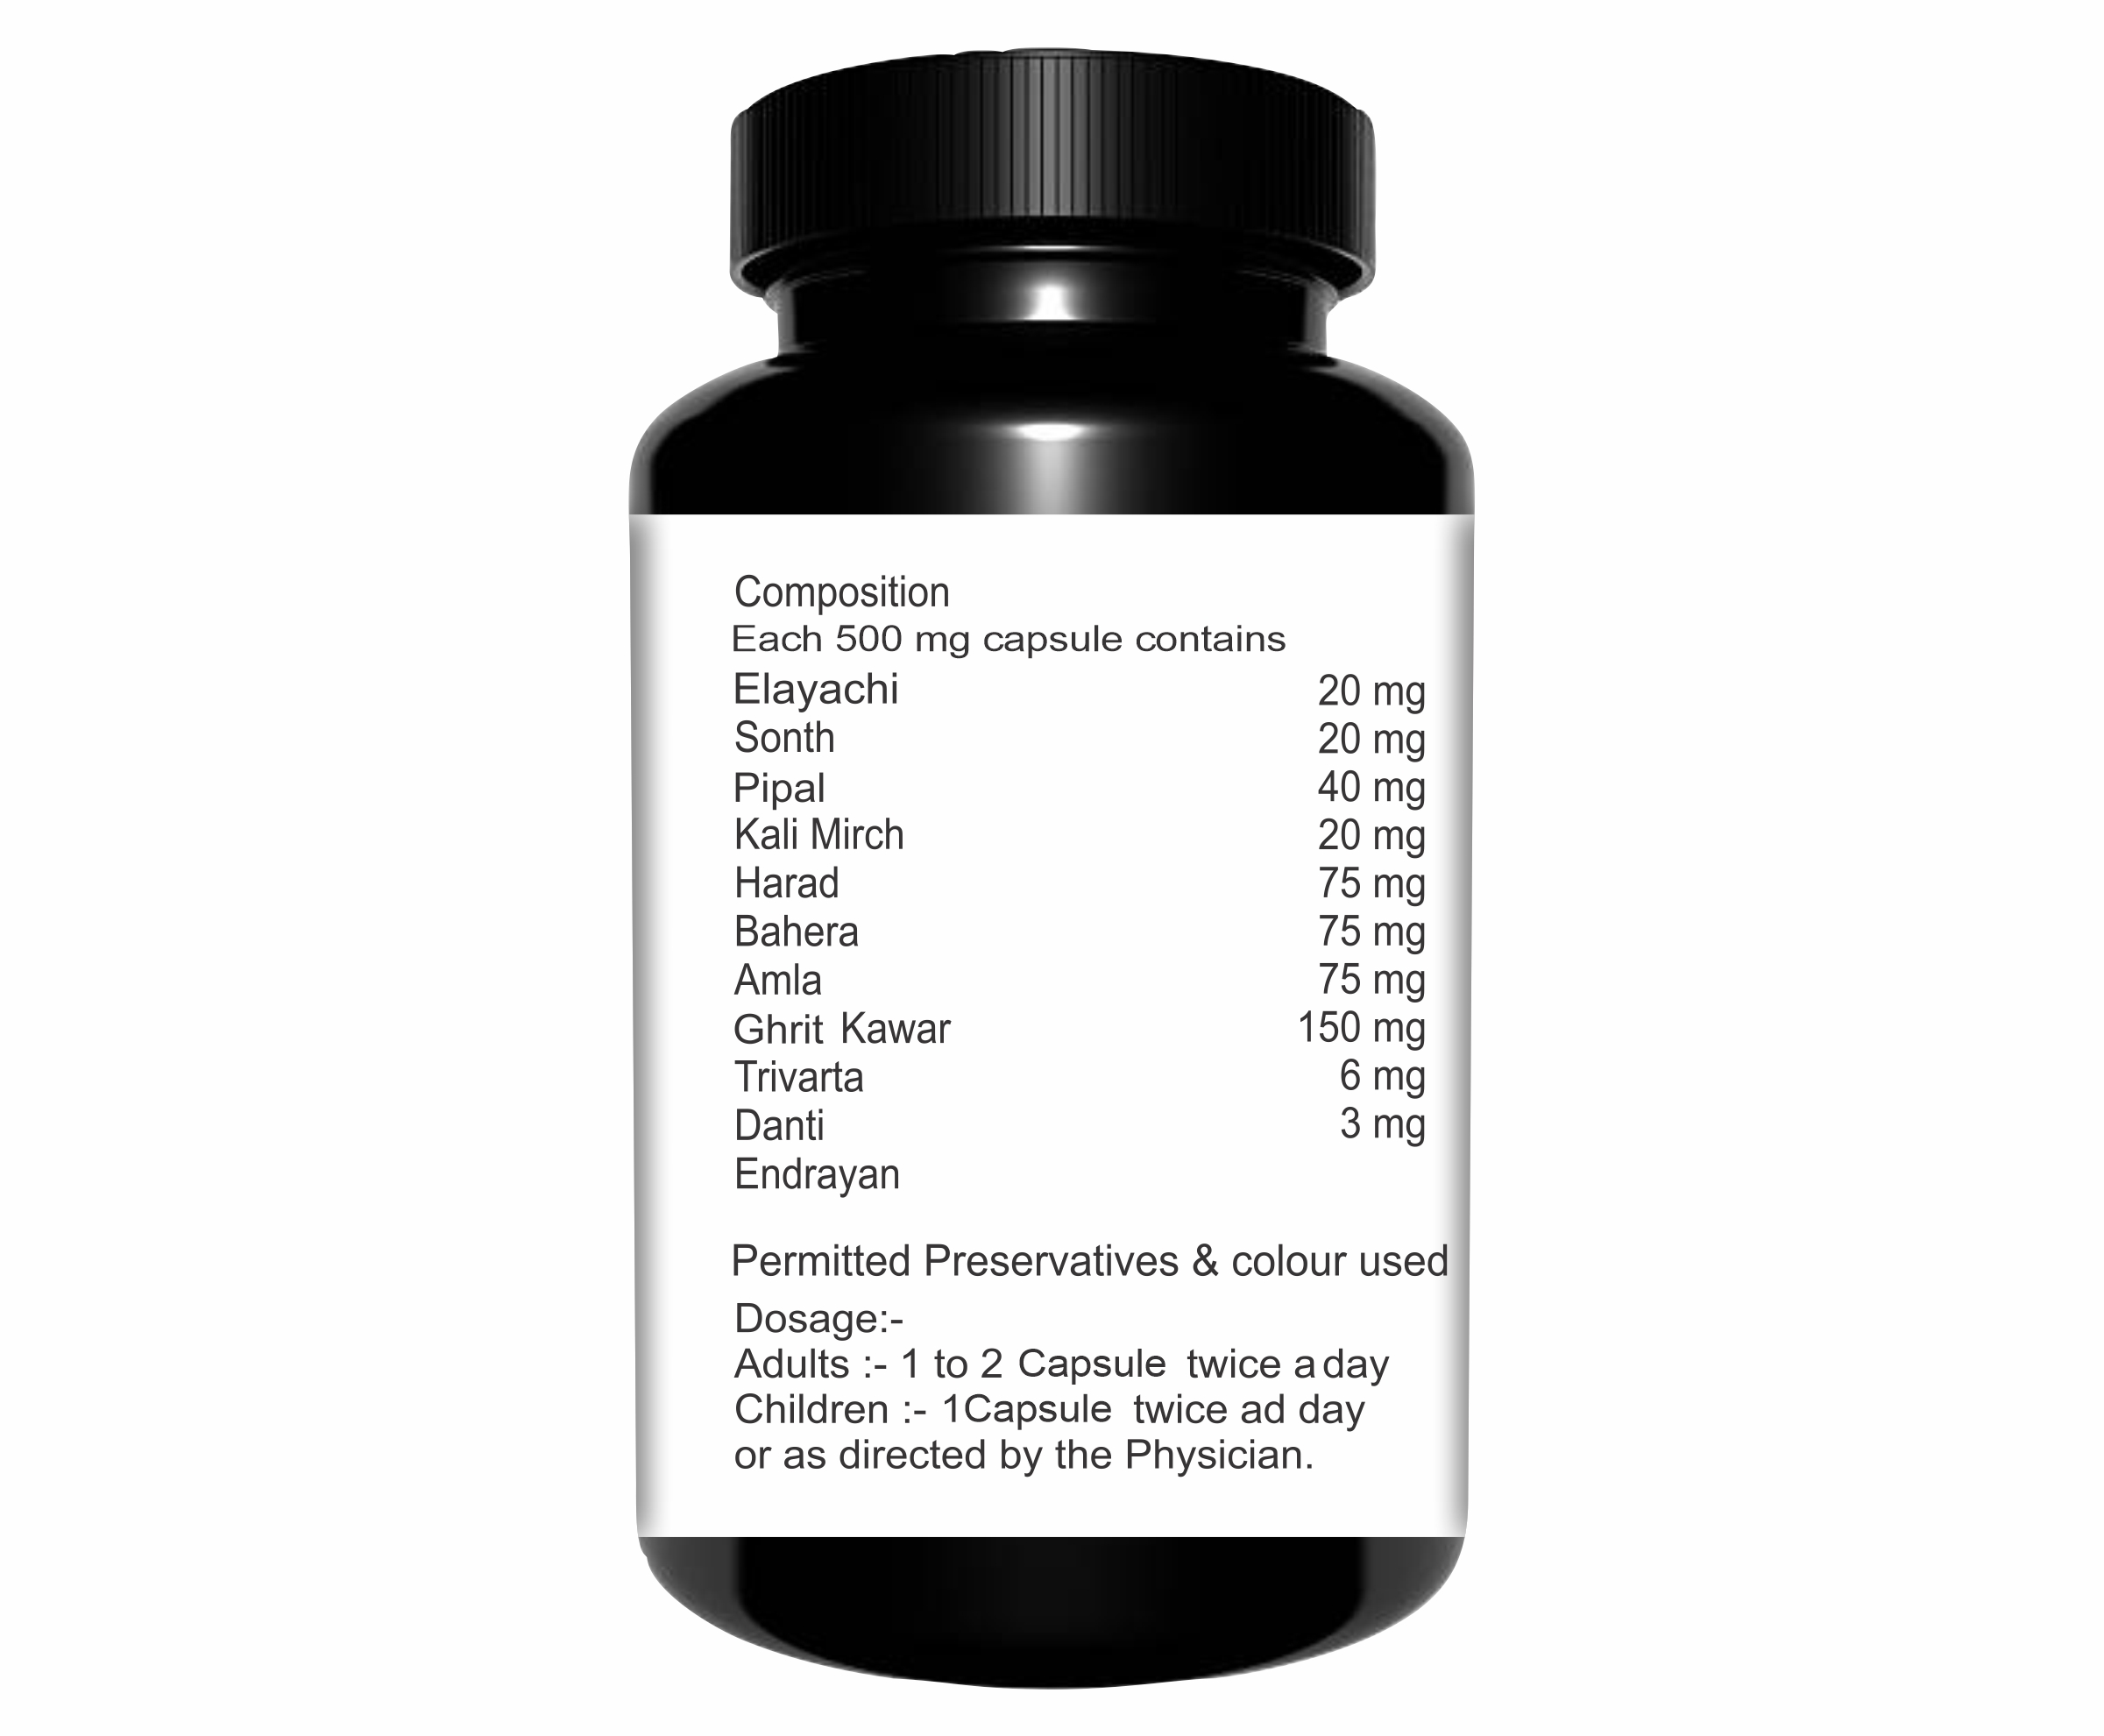 Composition
Each 500 mg capsule contains
Elayachi 20 mg
Sonth 20 mg
Pipal 40 mg
Kali Mirch 20 mg
Harad 75 mg
Bahera 75 mg
Amla 75 mg
Ghrit Kawar 150 mg
Trivarta 6 mg
Danti 3 mg
Endrayan
Permitted Preservatives & colour used
Dosage:-
Adults :- 1 to 2 Capsule twice a day
Children :- 1Capsule twice ad day
or as directed by the Physician.